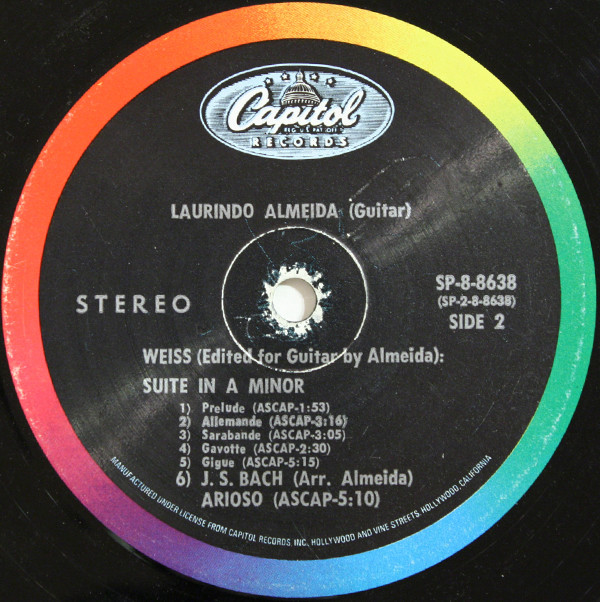 Capitol
REG. U.S. PAT. OFF.
RECORDS
LAURINDO ALMEIDA (Guitar)
STEREO
SP-8-8638
(SP-2-8-8638)
SIDE 2
WEISS (Edited for Guitar by Almeida):
SUITE IN A MINOR
1) Prelude (ASCAP-1:53)
2) Allemande (ASCAP-3:16)
3) Sarabande (ASCAP-3:05)
4) Gavotte (ASCAP-2:30)
5) Gigue (ASCAP-5:15)
6) J. S. BACH (Arr. Almeida)
ARIOSO (ASCAP-5:10)
MANUFACTURED UNDER LICENSE FROM CAPITOL RECORDS, INC., HOLLYWOOD AND VINE STREETS, HOLLYWOOD, CALIFORNIA